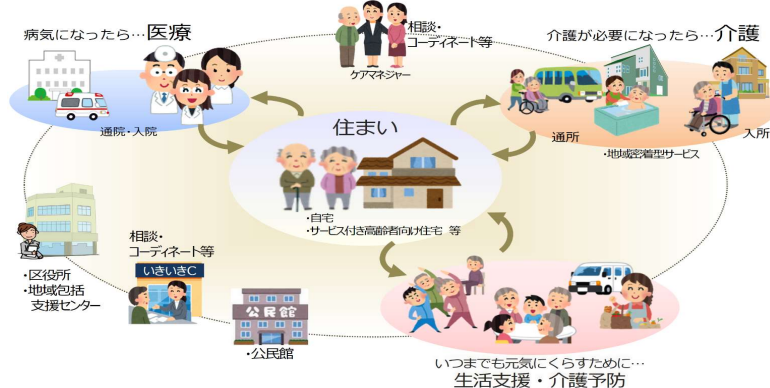 病気になったら…医療
通院・入院
相談・
コーディネート等
ケアマネジャー
介護が必要になったら…介護
通所
・地域密着型サービス
入所
住まい
・自宅
・サービス付き高齢者向け住宅 等
・区役所
・地域包括
支援センター
相談・
コーディネート等
いきいきC
公民館
・公民館
いつまでも元気にくらすために…
生活支援・介護予防